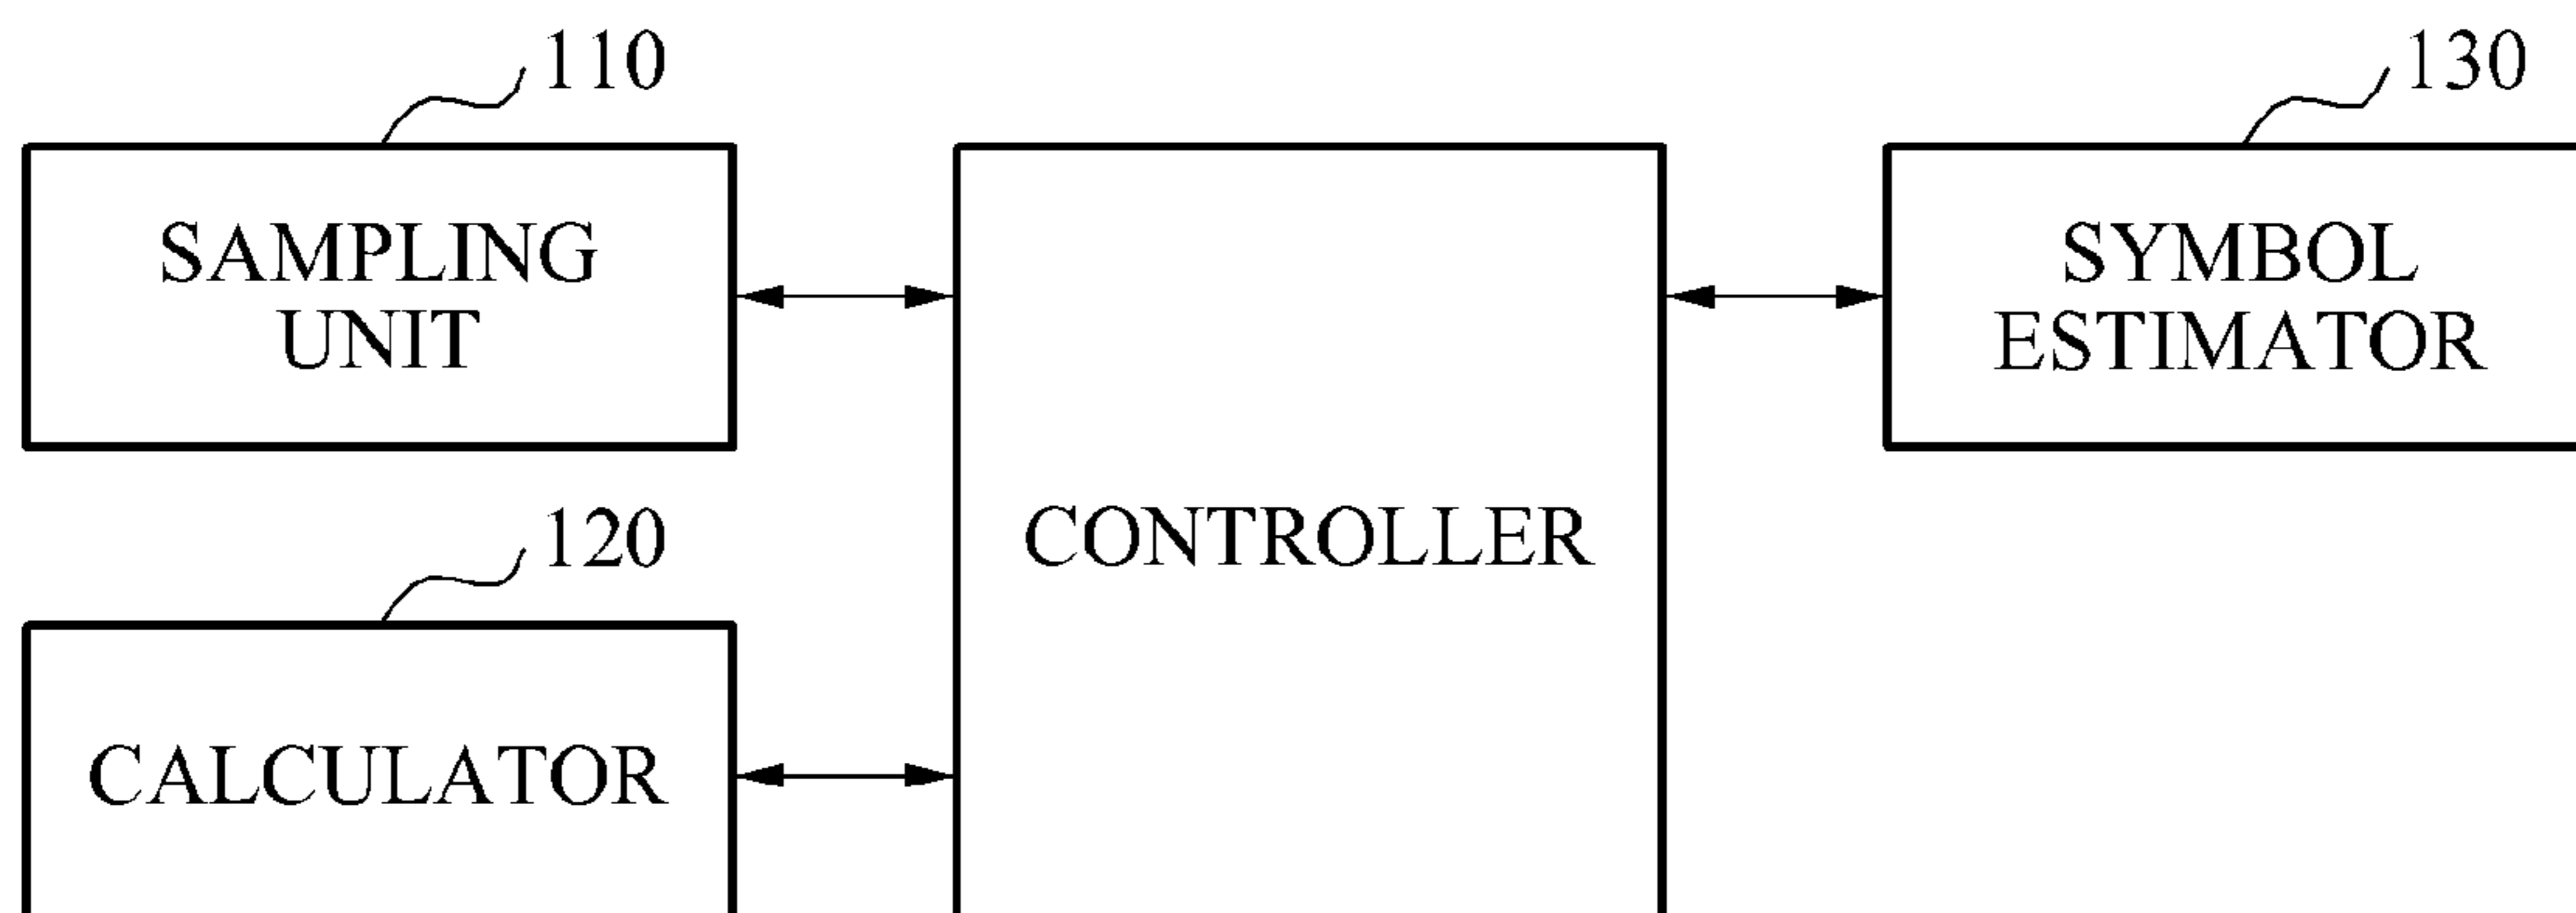 110
SAMPLING
UNIT
130
SYMBOL
ESTIMATOR
CONTROLLER
120
CALCULATOR